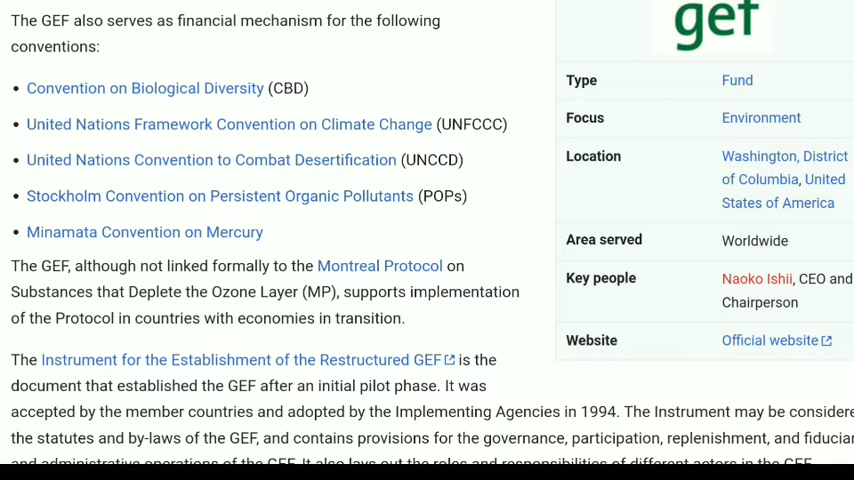 The GEF also serves as financial mechanism for the following
conventions:
• Convention on Biological Diversity (CBD)
• United Nations Framework Convention on Climate Change (UNFCCC)
• United Nations Convention to Combat Desertification (UNCCD)
• Stockholm Convention on Persistent Organic Pollutants (POPs)
• Minamata Convention on Mercury
The GEF, although not linked formally to the Montreal Protocol on
Substances that Deplete the Ozone Layer (MP), supports implementation
of the Protocol in countries with economies in transition.
The Instrument for the Establishment of the Restructured GEF is the
document that established the GEF after an initial pilot phase. It was
accepted by the member countries and adopted by the Implementing Agencies in 1994. The Instrument may be considere
the statutes and by-laws of the GEF, and contains provisions for the governance, participation, replenishment, and fiduciar
and administrative operations of the GEF. It also lays out the roles and responsibilities of different actors in the GEF
gef
Type Fund
Focus Environment
Location Washington, District
of Columbia, United
States of America
Area served Worldwide
Key people Naoko Ishii, CEO and
Chairperson
Website Official website